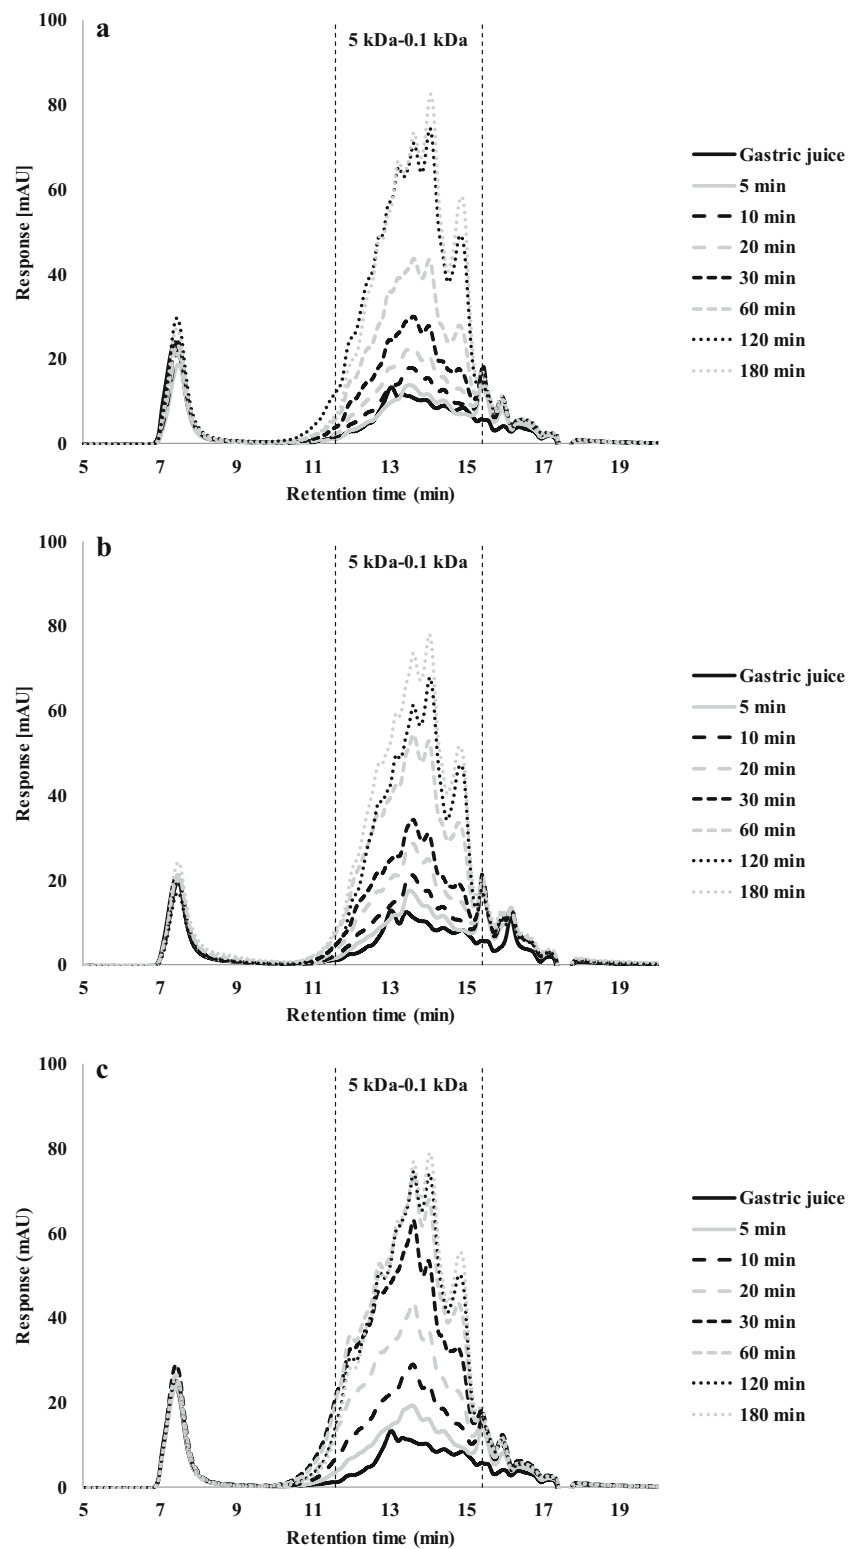 a
5 kDa-0.1 kDa
100
80
60
40
20
0
Response [mAU]
5 7 9 11 13 15 17 19
Retention time (min)
Gastric juice
5 min
10 min
20 min
30 min
60 min
120 min
180 min
b
5 kDa-0.1 kDa
100
80
60
40
20
0
Response [mAU]
5 7 9 11 13 15 17 19
Retention time (min)
Gastric juice
5 min
10 min
20 min
30 min
60 min
120 min
180 min
c
5 kDa-0.1 kDa
100
80
60
40
20
0
Response (mAU)
5 7 9 11 13 15 17 19
Retention time (min)
Gastric juice
5 min
10 min
20 min
30 min
60 min
120 min
180 min